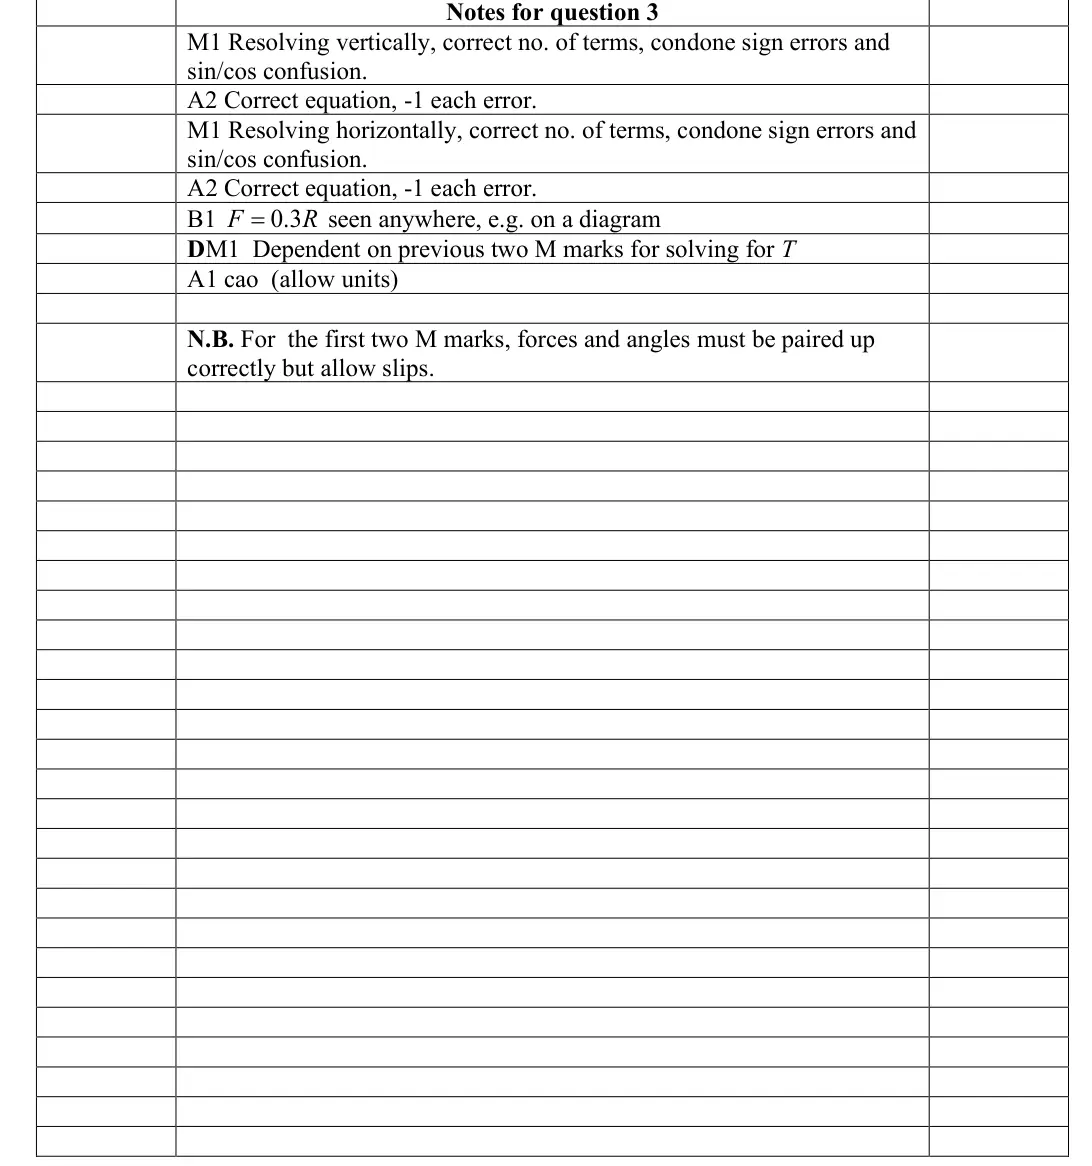 Notes for question 3
M1 Resolving vertically, correct no. of terms, condone sign errors and
sin/cos confusion.
A2 Correct equation, -1 each error.
M1 Resolving horizontally, correct no. of terms, condone sign errors and
sin/cos confusion.
A2 Correct equation, -1 each error.
B1 F = 0.3R seen anywhere, e.g. on a diagram
DM1 Dependent on previous two M marks for solving for T
A1 cao (allow units)
N.B. For the first two M marks, forces and angles must be paired up
correctly but allow slips.